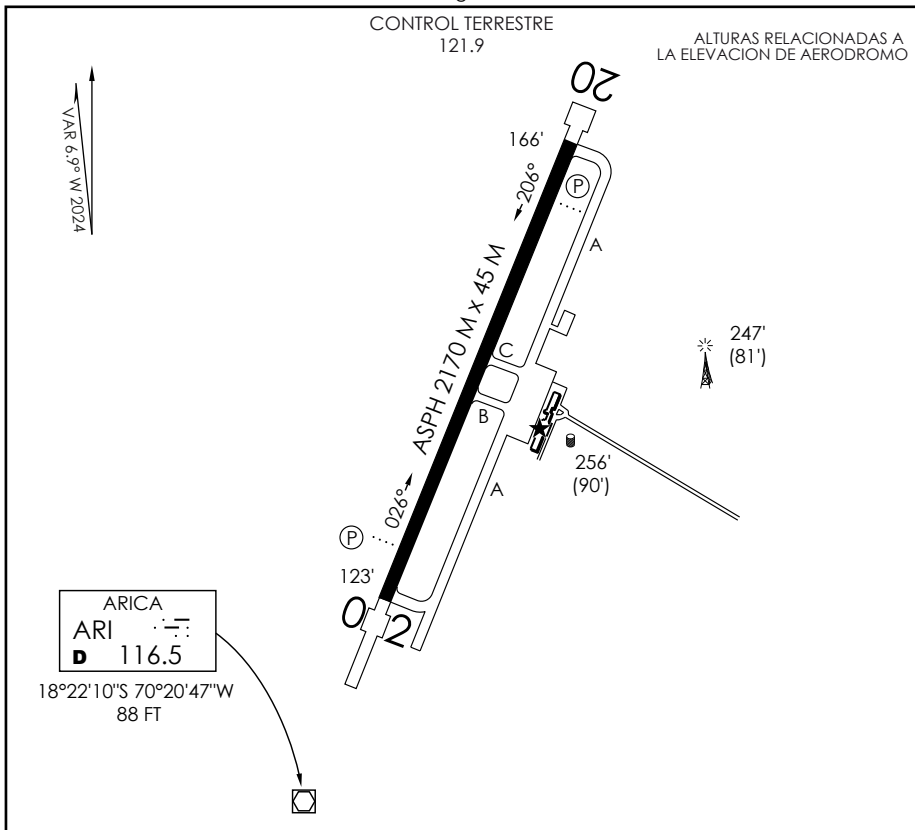 CONTROL TERRESTRE
121.9
ALTURAS RELACIONADAS A
LA ELEVACION DE AERODROMO
VAR 6.9° W 2024
20
166'
206°
P
A
ASPH 2170 M x 45 M
C
247'
(81')
B
256'
(90')
A
026°
P
123'
02
ARICA
ARI
D 116.5
18°22'10"S 70°20'47"W
88 FT